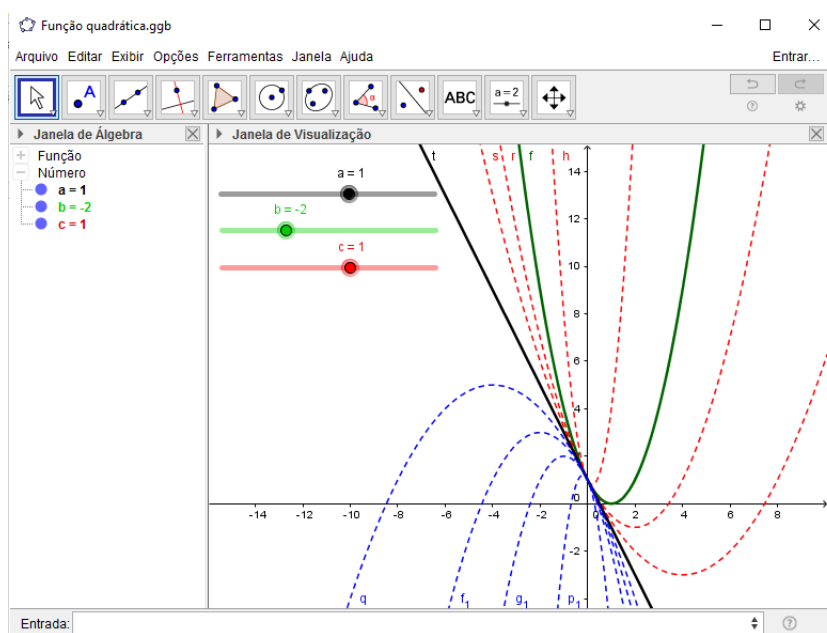 Função quadrática.ggb
Arquivo Editar Exibir Opções Ferramentas Janela Ajuda Entrar...
A α ABC a=2
Janela de Álgebra
Janela de Visualização
Função
Número
a = 1
b = -2
c = 1
t s r f h
a = 1
b = -2
c = 1
14
12
10
8
6
4
2
0
-2
-14 -12 -10 -8 -6 -4 -2 0 2 4 6 8
q f1 g1 p1
Entrada: